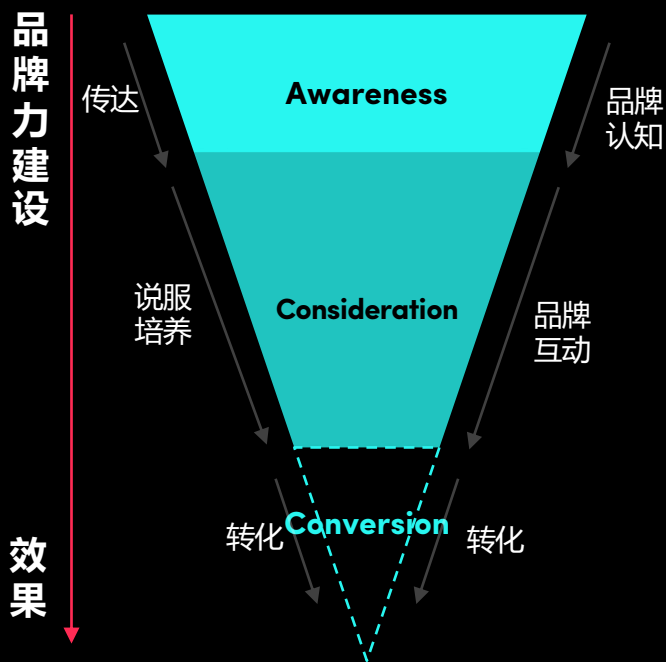 品牌力建设
传达
Awareness
品牌
认知
说服
培养
Consideration
品牌
互动
效果
转化
Conversion
转化